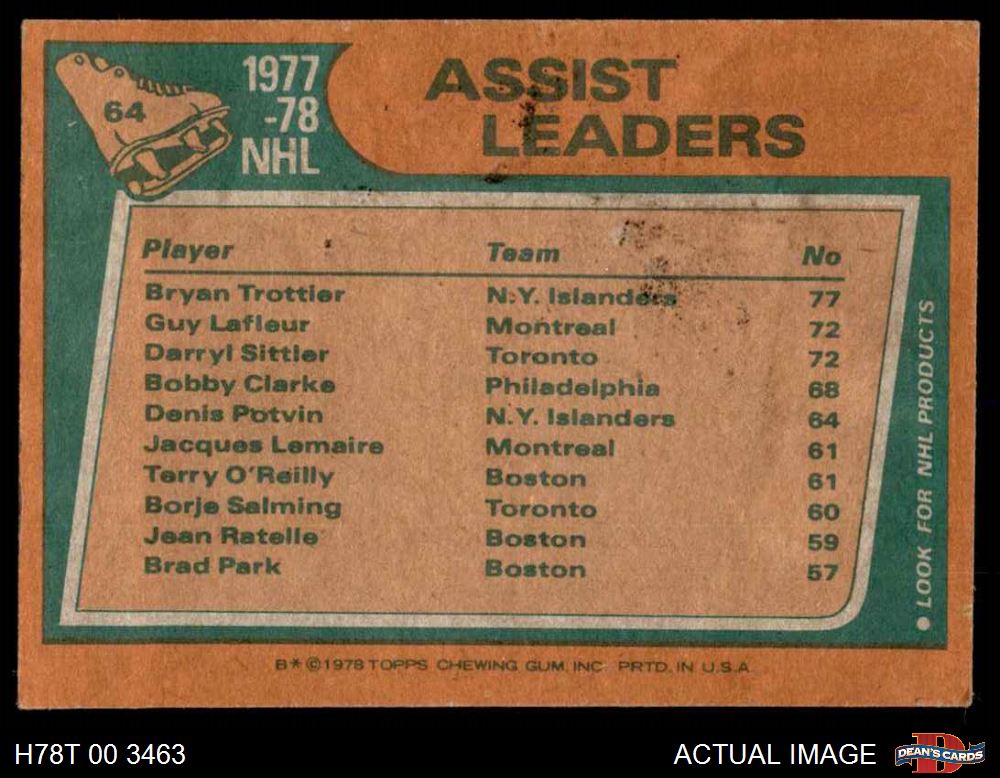 64
1977
-78
NHL
ASSIST
LEADERS
Player Team No
Bryan Trottier N.Y. Islanders 77
Guy Lafleur Montreal 72
Darryl Sittler Toronto 72
Bobby Clarke Philadelphia 68
Denis Potvin N.Y. Islanders 64
Jacques Lemaire Montreal 61
Terry O'Reilly Boston 61
Borje Salming Toronto 60
Jean Ratelle Boston 59
Brad Park Boston 57
● LOOK FOR NHL PRODUCTS
B* ©1978 TOPPS CHEWING GUM, INC. PRTD. IN U.S.A.
H78T 00 3463
ACTUAL IMAGE
D
DEAN'S CARDS